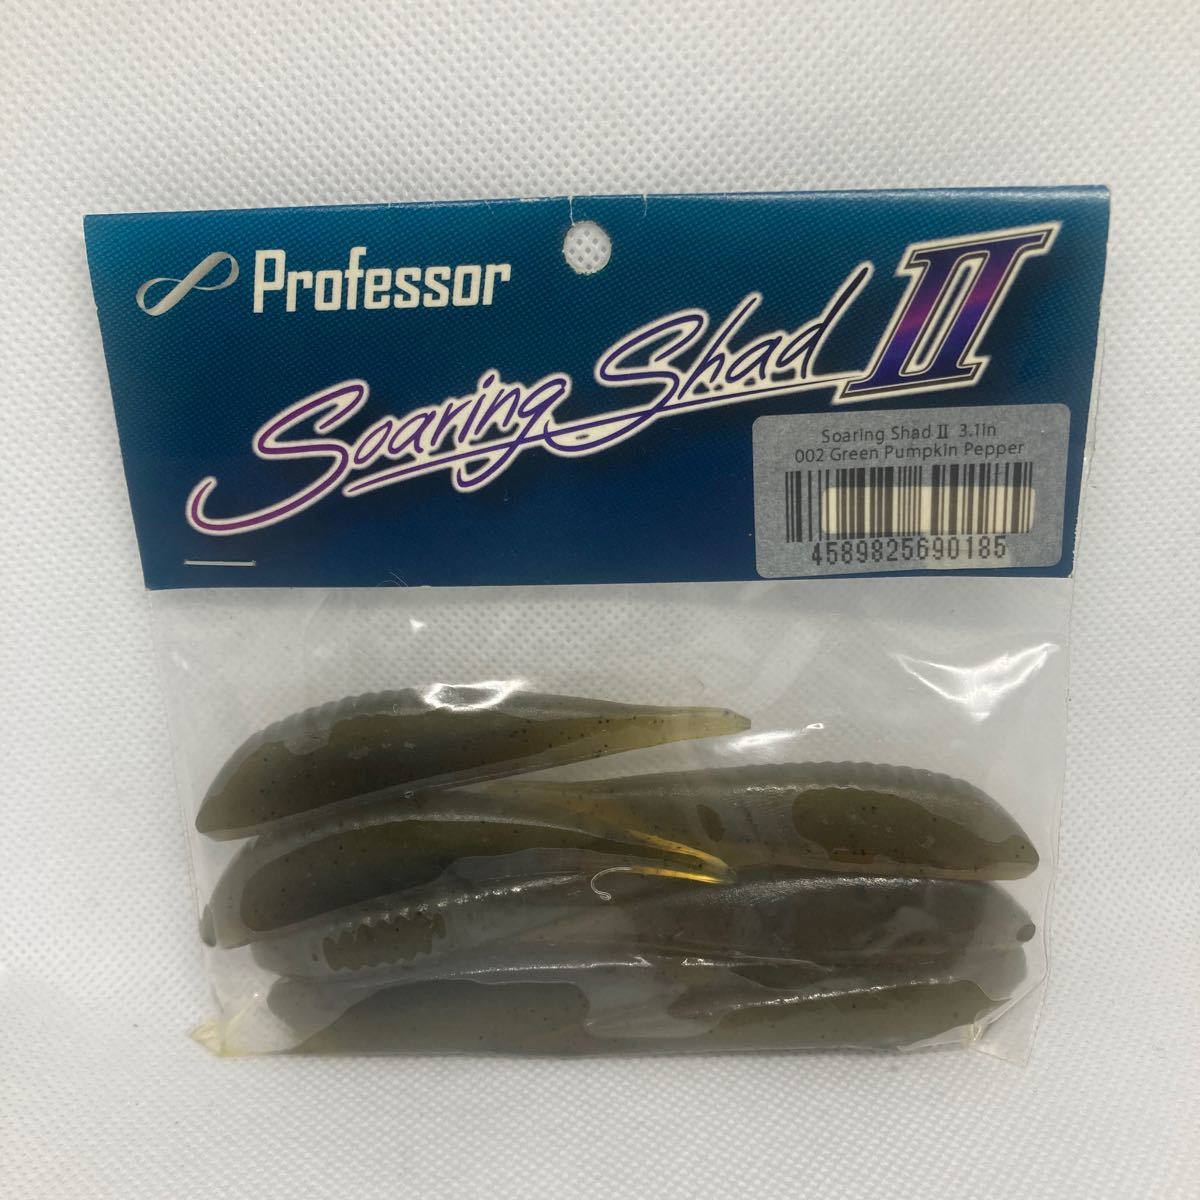 Professor
Soaring Shad II
Soaring Shad II 3.1in
002 Green Pumpkin Pepper
4589825690185